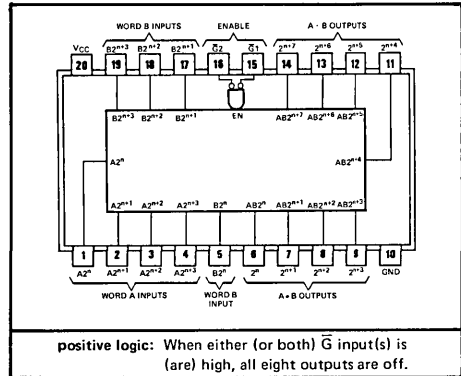 WORD B INPUTS ENABLE A · B OUTPUTS
VCC B2ⁿ⁺³ B2ⁿ⁺² B2ⁿ⁺¹ G̅2 G̅1 2ⁿ⁺⁷ 2ⁿ⁺⁶ 2ⁿ⁺⁵ 2ⁿ⁺⁴
20 19 18 17 16 15 14 13 12 11
B2ⁿ⁺³ B2ⁿ⁺² B2ⁿ⁺¹ EN AB2ⁿ⁺⁷ AB2ⁿ⁺⁶ AB2ⁿ⁺⁵
A2ⁿ AB2ⁿ⁺⁴
A2ⁿ⁺¹ A2ⁿ⁺² A2ⁿ⁺³ B2ⁿ AB2ⁿ AB2ⁿ⁺¹ AB2ⁿ⁺² AB2ⁿ⁺³
1 2 3 4 5 6 7 8 9 10
A2ⁿ A2ⁿ⁺¹ A2ⁿ⁺² A2ⁿ⁺³ B2ⁿ 2ⁿ 2ⁿ⁺¹ 2ⁿ⁺² 2ⁿ⁺³ GND
WORD A INPUTS WORD B INPUT A•B OUTPUTS
positive logic: When either (or both) G̅ input(s) is
(are) high, all eight outputs are off.